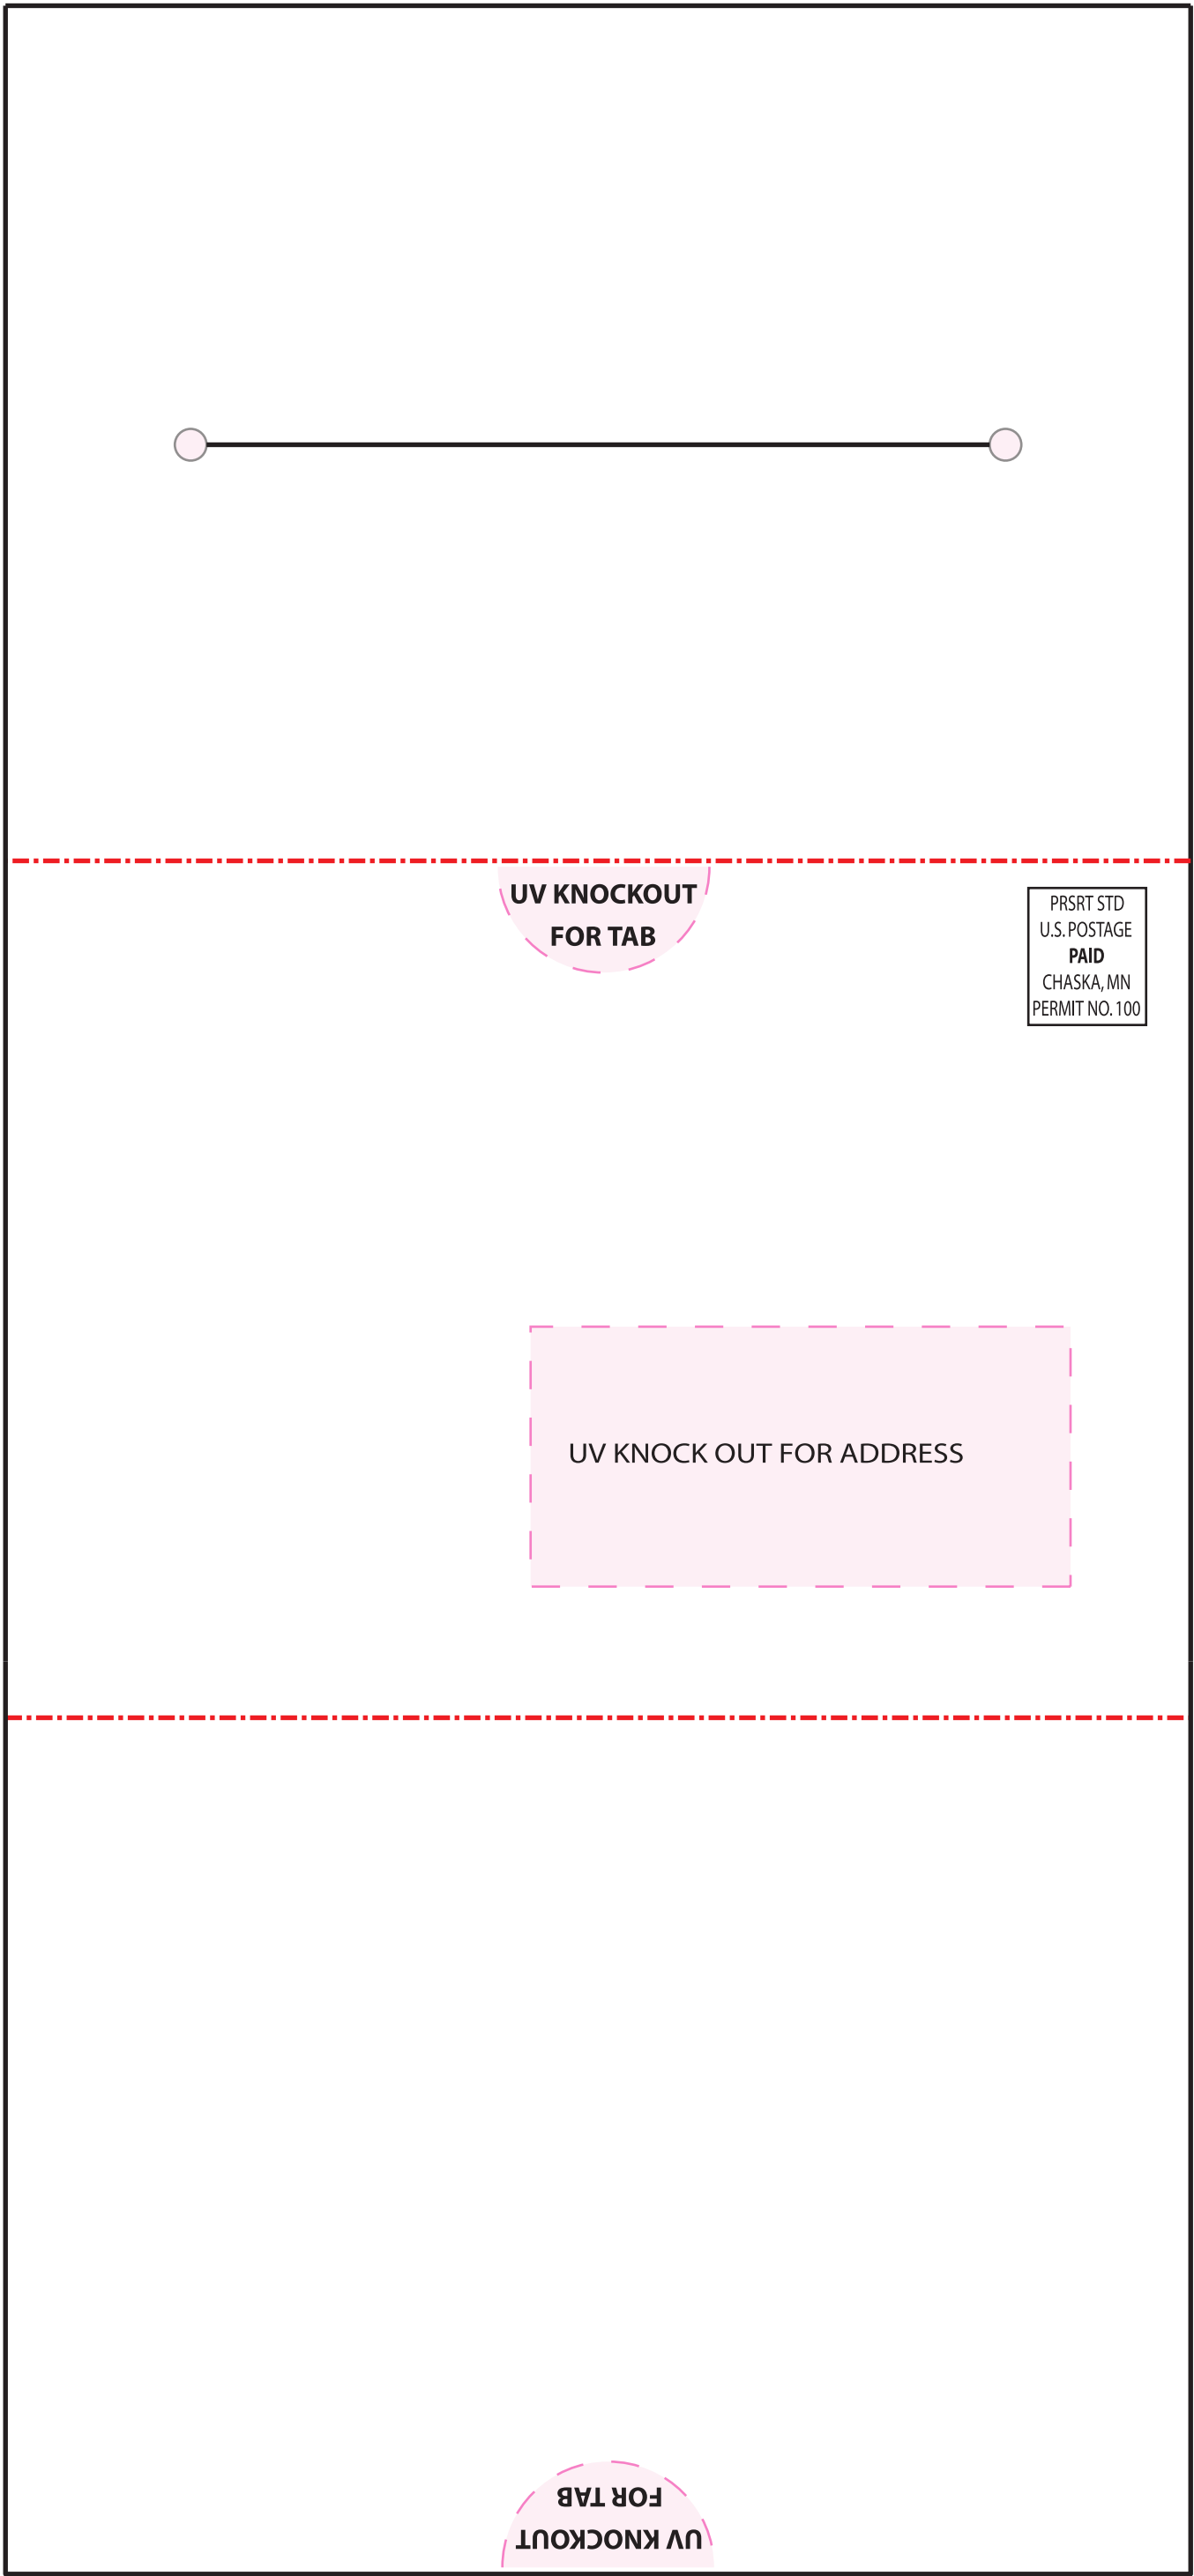 UV KNOCKOUT
FOR TAB
PRSRT STD
U.S. POSTAGE
PAID
CHASKA, MN
PERMIT NO. 100
UV KNOCK OUT FOR ADDRESS
UV KNOCKOUT
FOR TAB